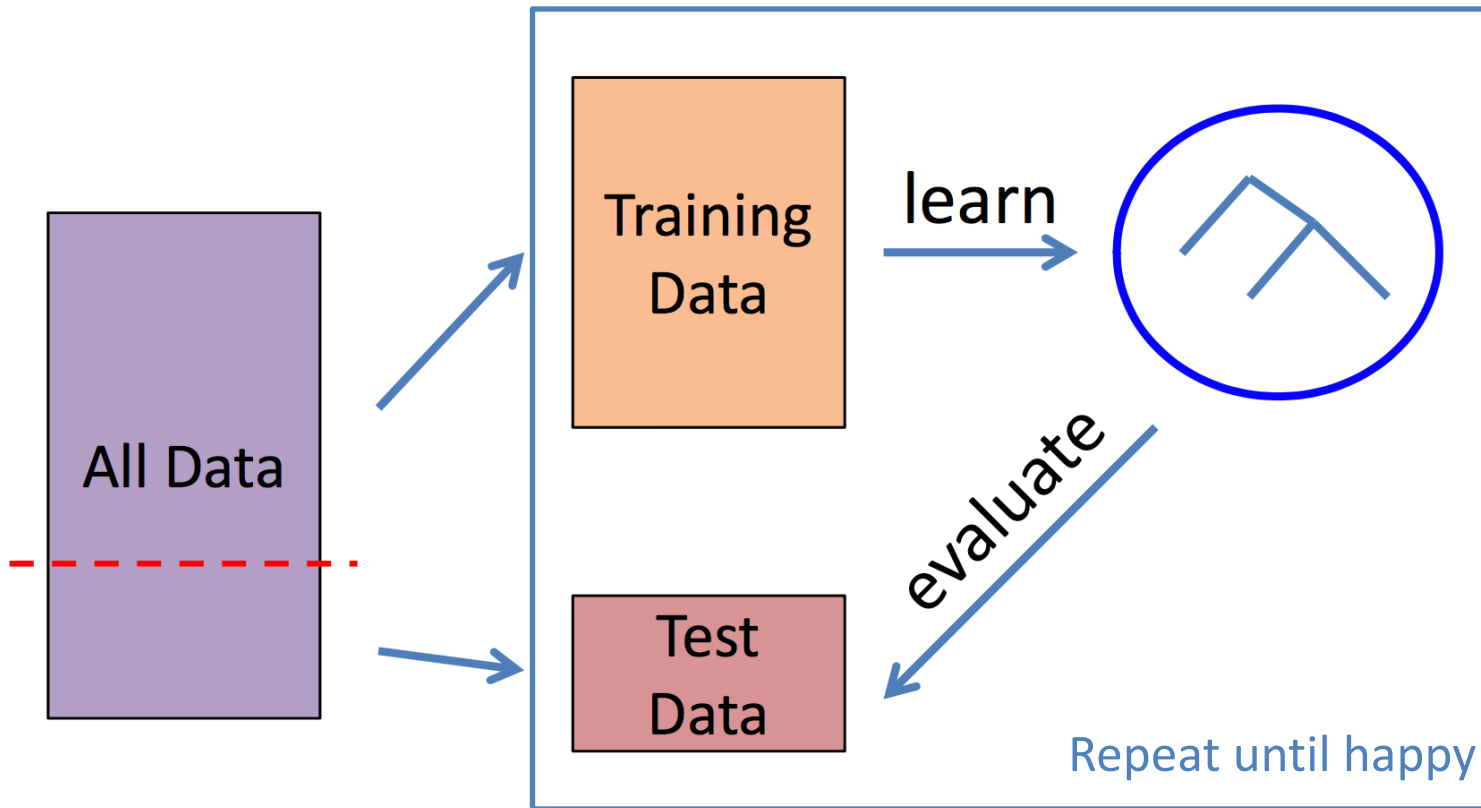 All Data
Training
Data
learn
evaluate
Test
Data
Repeat until happy